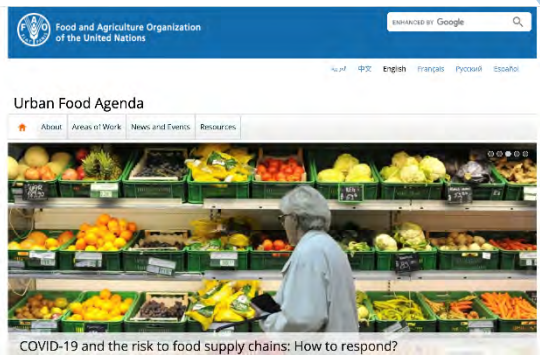 Food and Agriculture Organization
of the United Nations
ENHANCED BY Google
中文 English Français Русский Español
Urban Food Agenda
About Areas of Work News and Events Resources
COVID-19 and the risk to food supply chains: How to respond?